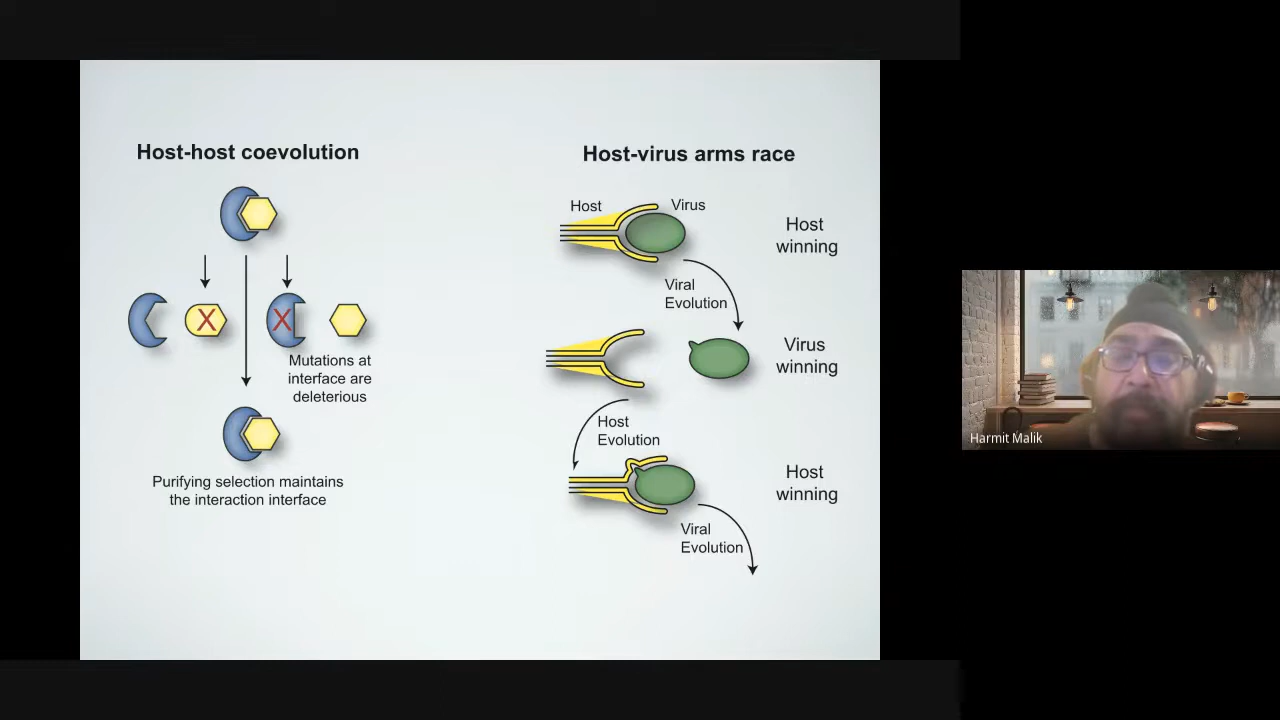 Host-host coevolution
X
X
Mutations at
interface are
deleterious
Purifying selection maintains
the interaction interface
Host-virus arms race
Host
Virus
Host
winning
Viral
Evolution
Virus
winning
Host
Evolution
Host
winning
Viral
Evolution
Harmit Malik